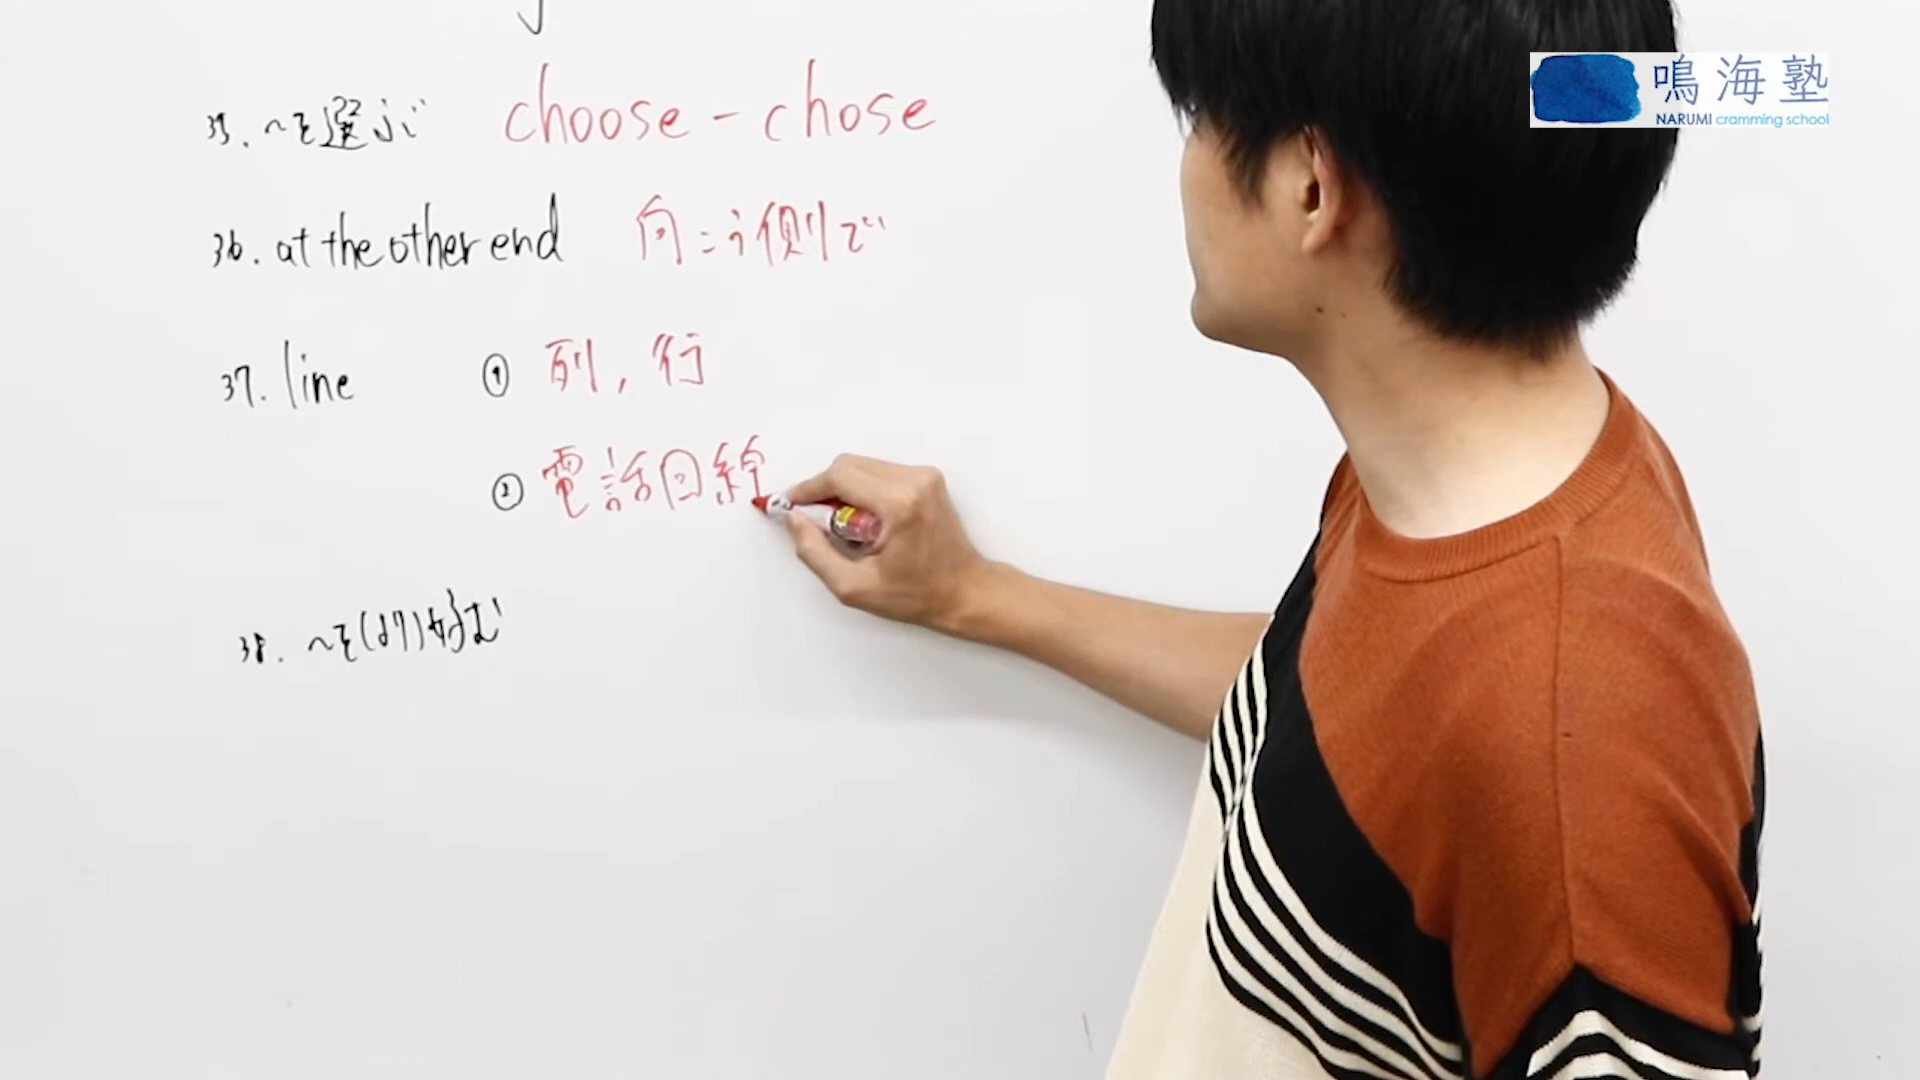 35. ~を選ぶ choose - chose
36. at the other end 向こう側で
37. line ① 列, 行
② 電話回線
38. ~を(より)好む
鳴海塾
NARUMI cramming school